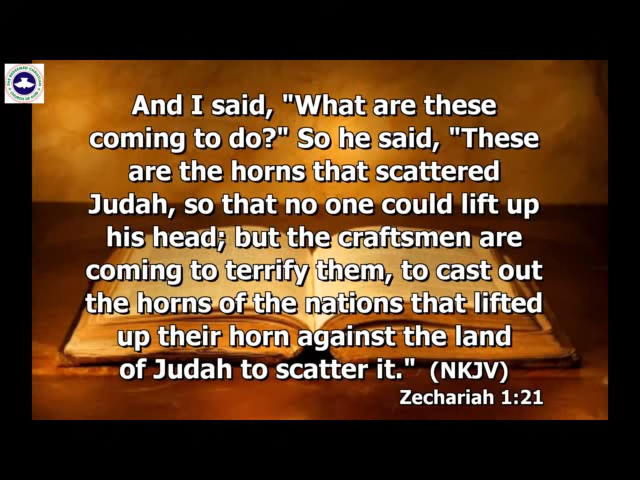 And I said, "What are these
coming to do?" So he said, "These
are the horns that scattered
Judah, so that no one could lift up
his head; but the craftsmen are
coming to terrify them, to cast out
the horns of the nations that lifted
up their horn against the land
of Judah to scatter it." (NKJV)
Zechariah 1:21